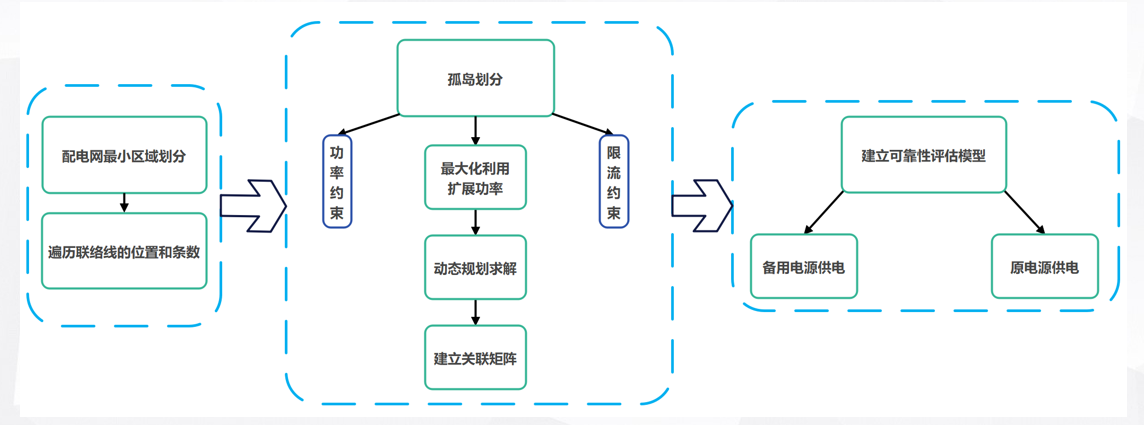 配电网最小区域划分
遍历联络线的位置和条数
孤岛划分
功率约束
最大化利用
扩展功率
限流约束
动态规划求解
建立关联矩阵
建立可靠性评估模型
备用电源供电
原电源供电